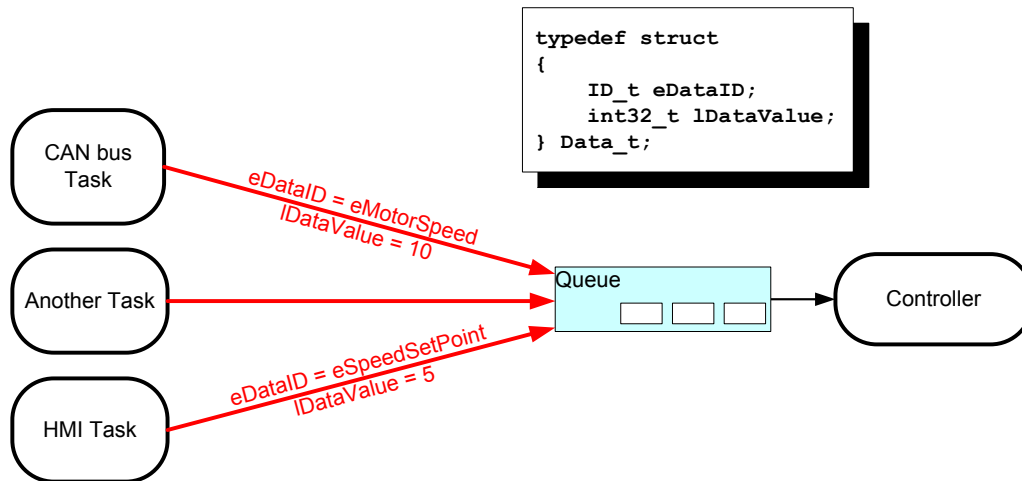 typedef struct
{
ID_t eDataID;
int32_t lDataValue;
} Data_t;
CAN bus
Task
eDataID = eMotorSpeed
lDataValue = 10
Another Task
Queue
Controller
eDataID = eSpeedSetPoint
lDataValue = 5
HMI Task